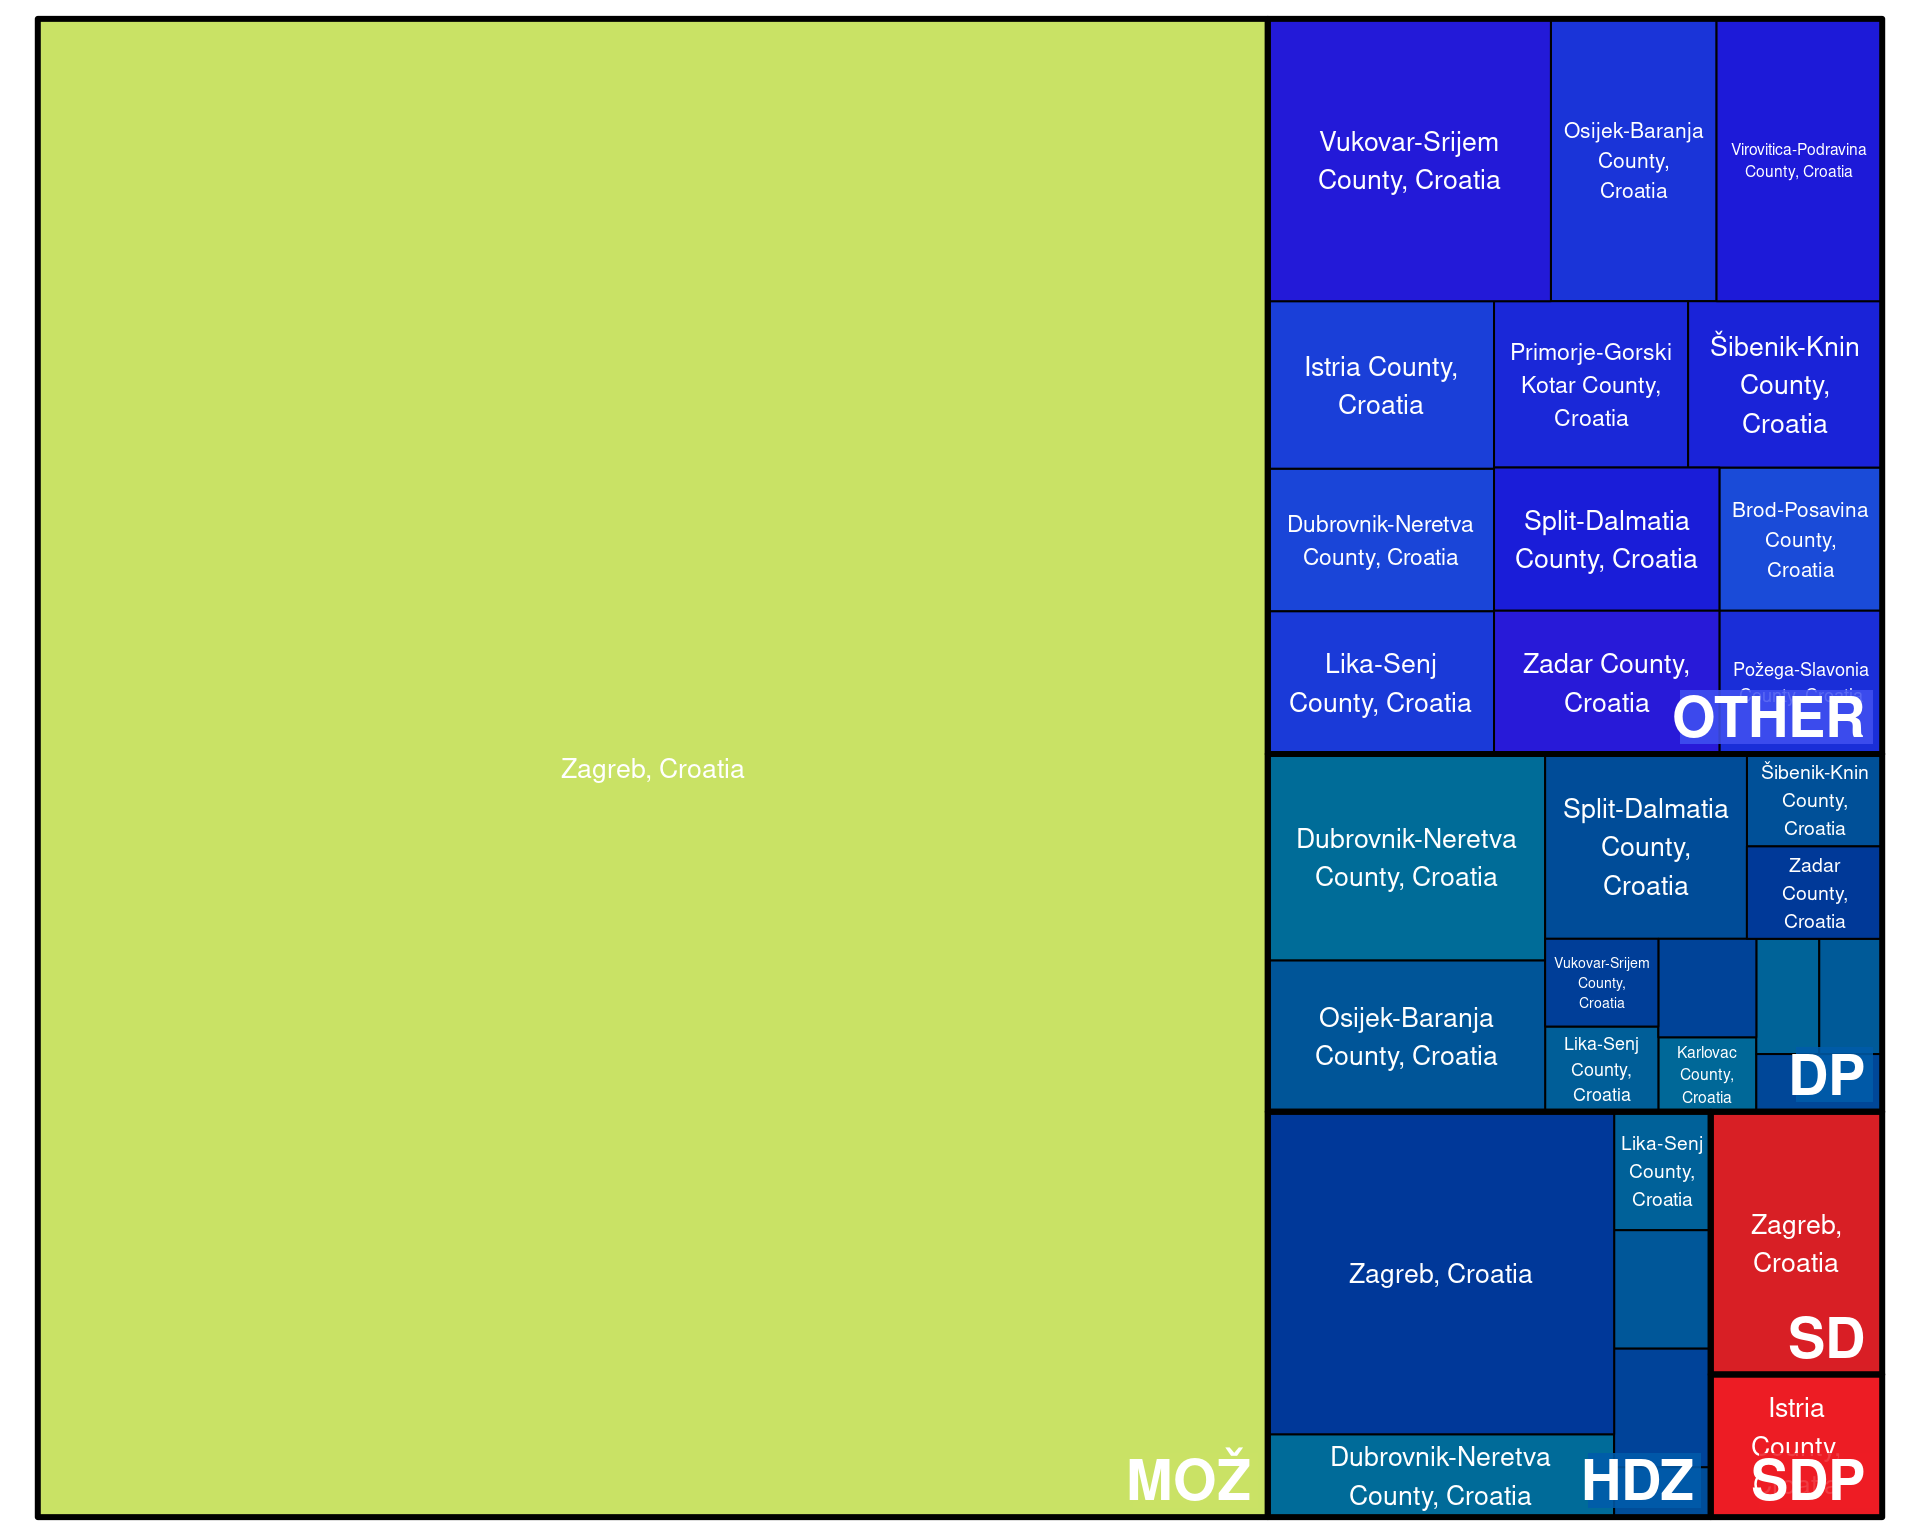 Zagreb, Croatia
MOŽ
Vukovar-Srijem
County, Croatia
Osijek-Baranja
County,
Croatia
Virovitica-Podravina
County, Croatia
Istria County,
Croatia
Primorje-Gorski
Kotar County,
Croatia
Šibenik-Knin
County,
Croatia
Dubrovnik-Neretva
County, Croatia
Split-Dalmatia
County, Croatia
Brod-Posavina
County,
Croatia
Lika-Senj
County, Croatia
Zadar County,
Croatia
Požega-Slavonia
County, Croatia
OTHER
Dubrovnik-Neretva
County, Croatia
Split-Dalmatia
County,
Croatia
Šibenik-Knin
County,
Croatia
Zadar
County,
Croatia
Osijek-Baranja
County, Croatia
Vukovar-Srijem
County,
Croatia
Lika-Senj
County,
Croatia
Karlovac
County,
Croatia
DP
Zagreb, Croatia
Lika-Senj
County,
Croatia
Dubrovnik-Neretva
County, Croatia
HDZ
Zagreb,
Croatia
SD
Istria
County,
Croatia
SDP